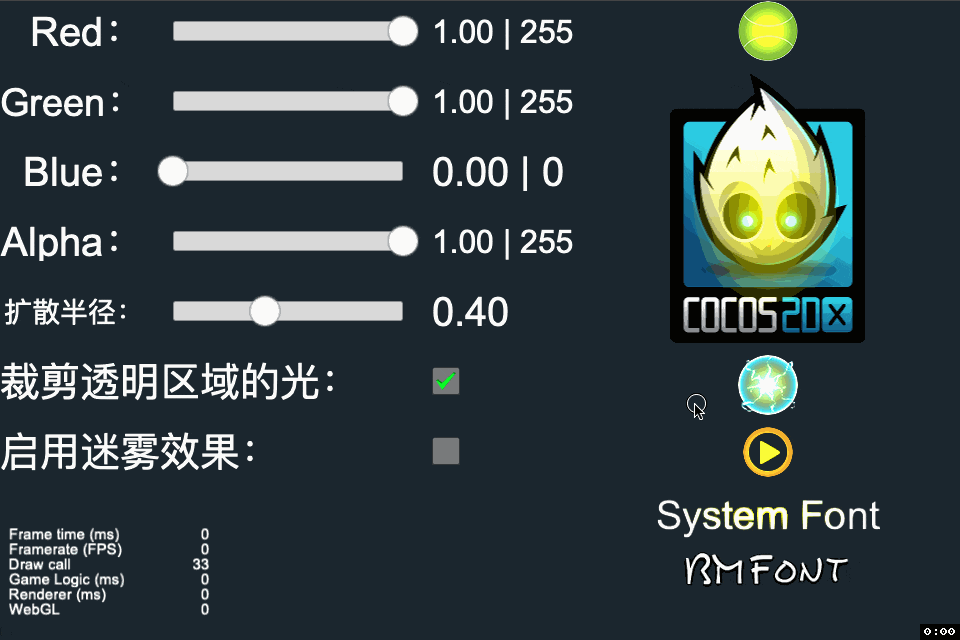 Red： 1.00 | 255
Green： 1.00 | 255
Blue： 0.00 | 0
Alpha： 1.00 | 255
扩散半径： 0.40
裁剪透明区域的光：
启用迷雾效果：
COCOS2DX
System Font
BMFONT
Frame time (ms) 0
Framerate (FPS) 0
Draw call 33
Game Logic (ms) 0
Renderer (ms) 0
WebGL 0
0:00